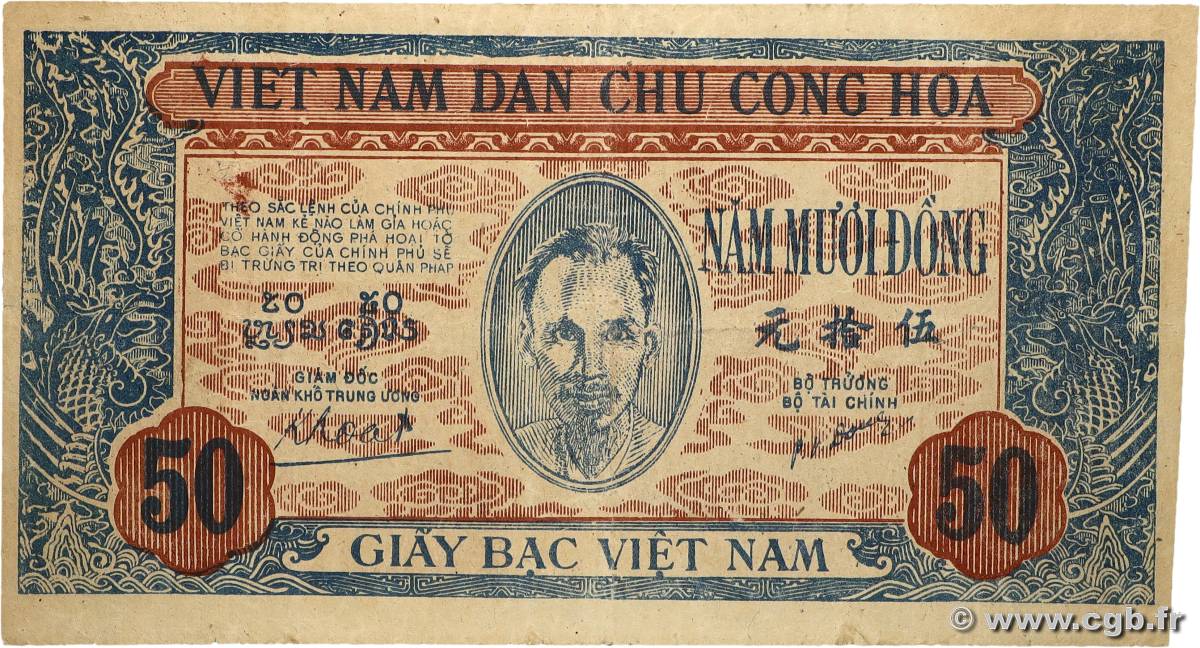 VIET NAM DAN CHU CONG HOA
THEO SẮC LỆNH CỦA CHÍNH PHỦ
VIỆT NAM KẺ NÀO LÀM GIA HOẶC
CÓ HÀNH ĐỘNG PHÁ HOẠI TỜ
BẠC GIẤY CỦA CHÍNH PHỦ SẼ
BỊ TRỪNG TRỊ THEO QUÂN PHÁP
NĂM MƯƠI ĐỒNG
元拾伍
GIÁM ĐỐC
NGÂN KHỐ TRUNG ƯƠNG
BỘ TRƯỞNG
BỘ TÀI CHÍNH
50
50
GIẤY BẠC VIỆT NAM
© www.cgb.fr